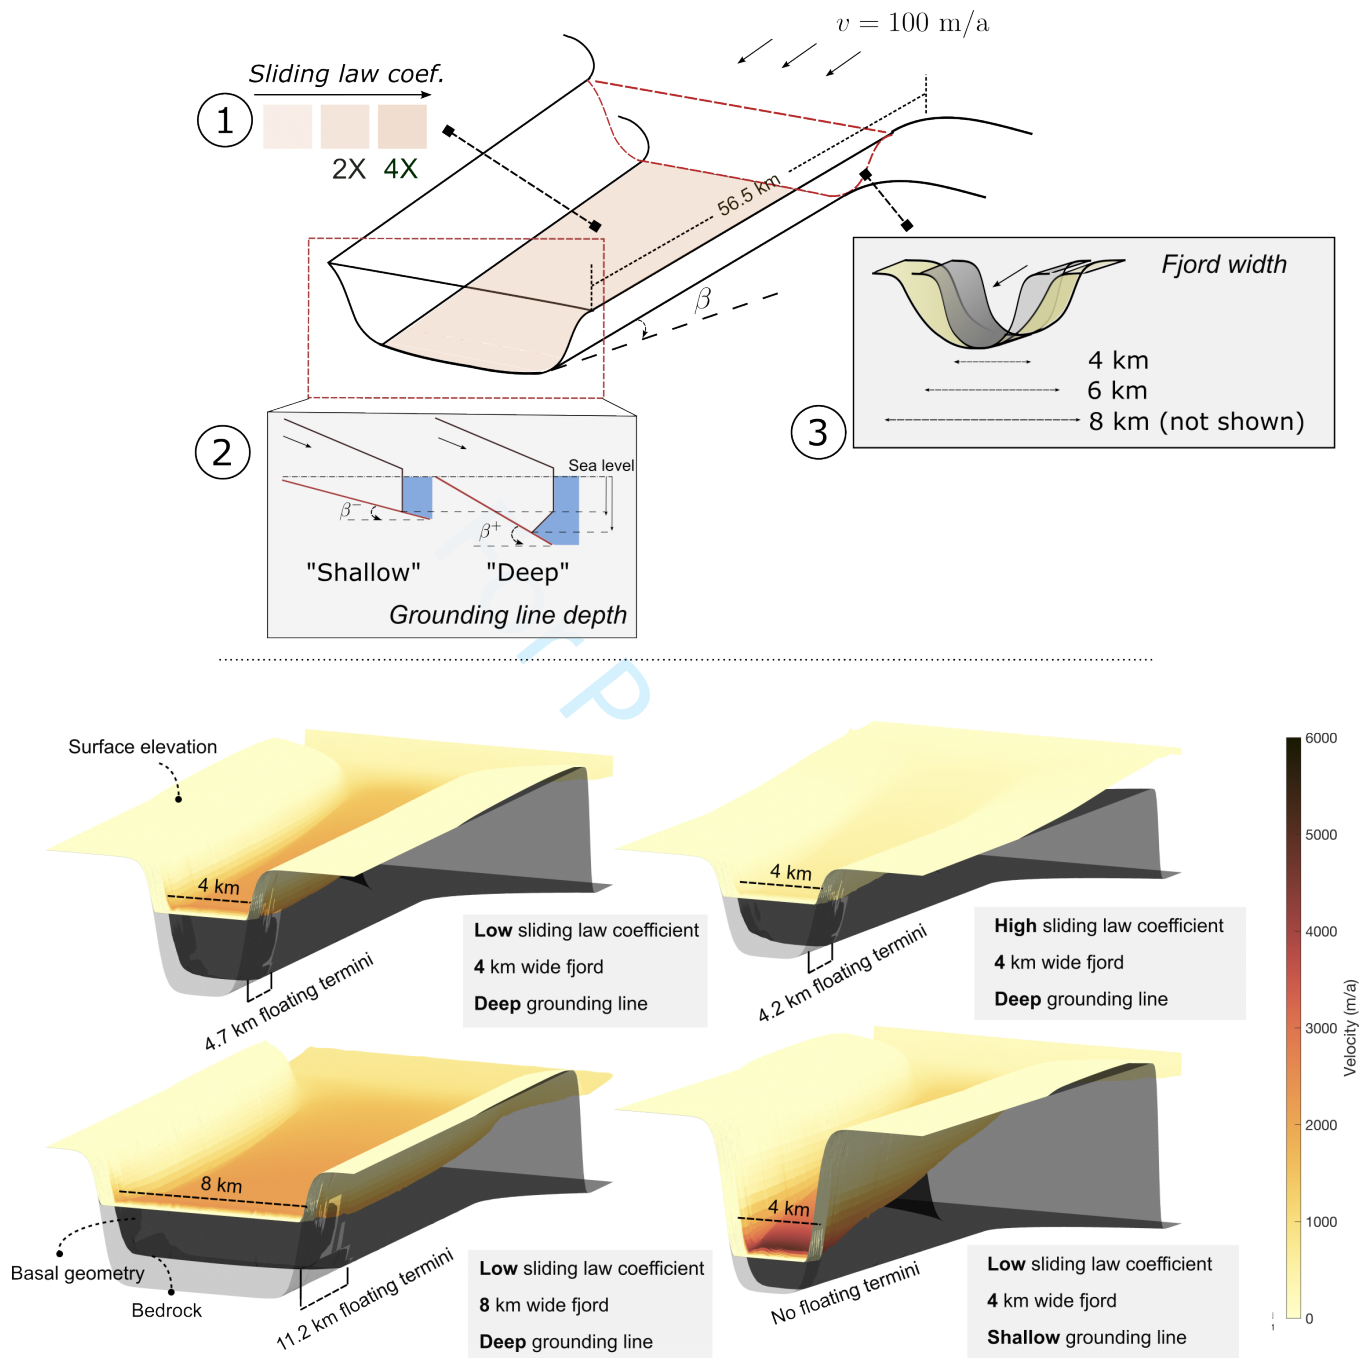 v = 100 m/a
Sliding law coef.
1
2X 4X
56.5 km
β
Fjord width
4 km
6 km
8 km (not shown)
3
2
Sea level
β⁻
β⁺
"Shallow" "Deep"
Grounding line depth
r P
Surface elevation
4 km
4.7 km floating termini
Low sliding law coefficient
4 km wide fjord
Deep grounding line
4 km
4.2 km floating termini
High sliding law coefficient
4 km wide fjord
Deep grounding line
8 km
Basal geometry
Bedrock
11.2 km floating termini
Low sliding law coefficient
8 km wide fjord
Deep grounding line
4 km
No floating termini
Low sliding law coefficient
4 km wide fjord
Shallow grounding line
6000
5000
4000
3000
2000
1000
0
Velocity (m/a)
1